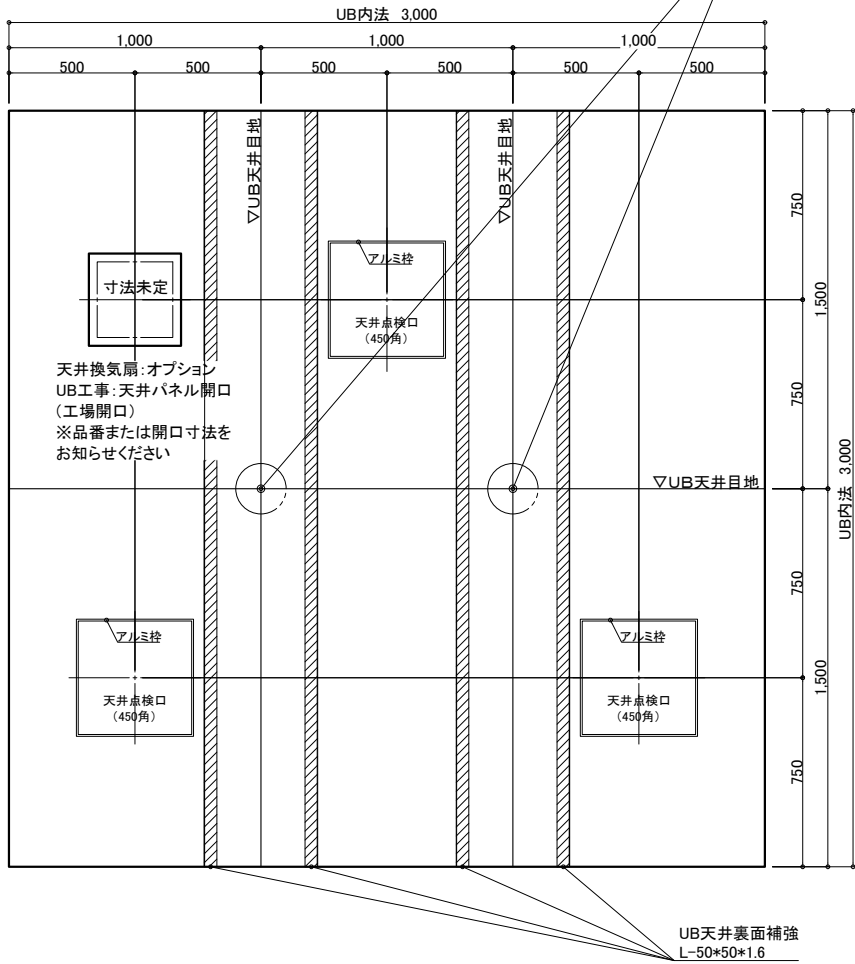 UB内法 3,000
1,000
1,000
1,000
500
500
500
500
500
500
▽UB天井目地
▽UB天井目地
750
1,500
750
UB内法 3,000
750
1,500
750
寸法未定
アルミ枠
天井点検口
(450角)
天井換気扇:オプション
UB工事:天井パネル開口
(工場開口)
※品番または開口寸法を
お知らせください
▽UB天井目地
アルミ枠
天井点検口
(450角)
アルミ枠
天井点検口
(450角)
UB天井裏面補強
L-50*50*1.6